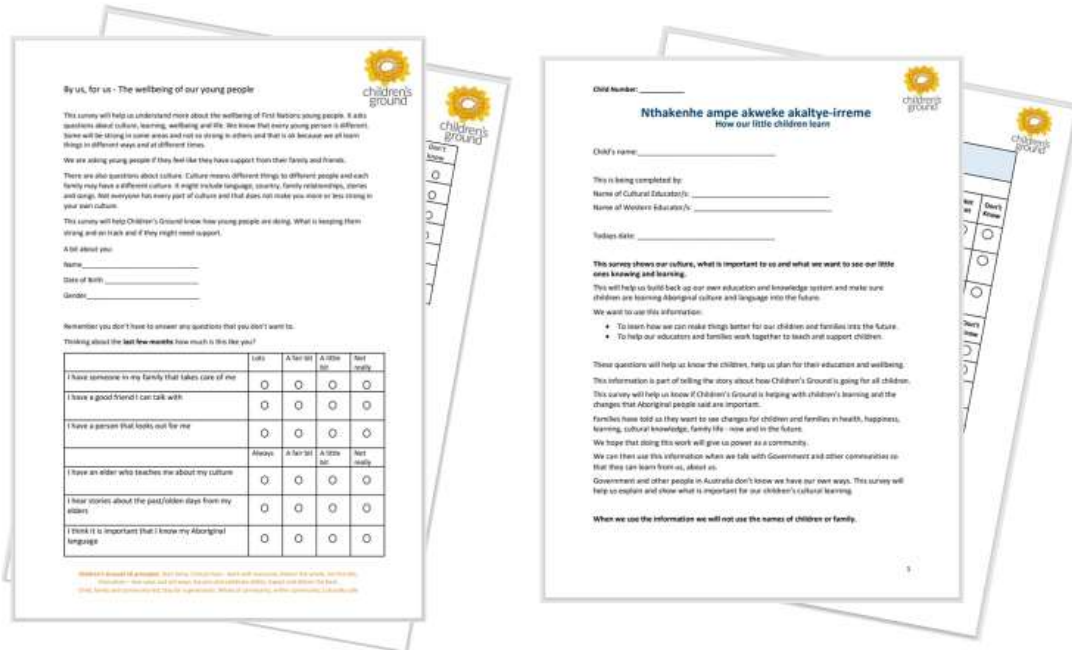 children's
ground
By us, for us - The wellbeing of our young people
This survey will help us understand more about the wellbeing of First Nations young people. It asks
questions about culture, learning, wellbeing and life. We know that every young person is different.
Some will be strong in some areas and not so strong in others and that is ok because we all learn
things in different ways and at different times.
We are asking young people if they feel like they have support from their family and friends.
There are also questions about culture. Culture means different things to different people and each
family may have a different culture. It might include language, country, family relationships, stories
and songs. Not everyone has every part of culture and that does not make you more or less strong in
your own culture.
This survey will help Children's Ground know how young people are doing. What is keeping them
strong and on track and if they might need support.
A bit about you:
Name
Date of Birth
Gender
Remember you don't have to answer any questions that you don't want to.
Thinking about the last few months how much is this like you?
Lots A fair bit A little bit Not really
I have someone in my family that takes care of me
I have a good friend I can talk with
I have a person that looks out for me
Always A fair bit A little bit Not really
I have an elder who teaches me about my culture
I hear stories about the past/olden days from my
elders
I think it is important that I know my Aboriginal
language
children's
ground
Don't
know
Child Number:
children's
ground
Nthakenhe ampe akweke akaltye-irreme
How our little children learn
Child's name:
This is being completed by:
Name of Cultural Educator/s:
Name of Western Educator/s:
Todays date:
This survey shows our culture, what is important to us and what we want to see our little
ones knowing and learning.
This will help us build back up our own education and knowledge system and make sure
children are learning Aboriginal culture and language into the future.
We want to use this information:
• To learn how we can make things better for our children and families into the future.
• To help our educators and families work together to teach and support children.
These questions will help us know the children, help us plan for their education and wellbeing.
This information is part of telling the story about how Children's Ground is going for all children.
This survey will help us know if Children's Ground is helping with children's learning and the
changes that Aboriginal people said are important.
Families have told us they want to see changes for children and families in health, happiness,
learning, cultural knowledge, family life - now and in the future.
We hope that doing this work will give us power as a community.
We can then use this information when we talk with Government and other communities so
that they can learn from us, about us.
Government and other people in Australia don't know we have our own ways. This survey will
help us explain and show what is important for our children's cultural learning.
When we use the information we will not use the names of children or family.
1
children's
ground
Don't
Know
Don't
know